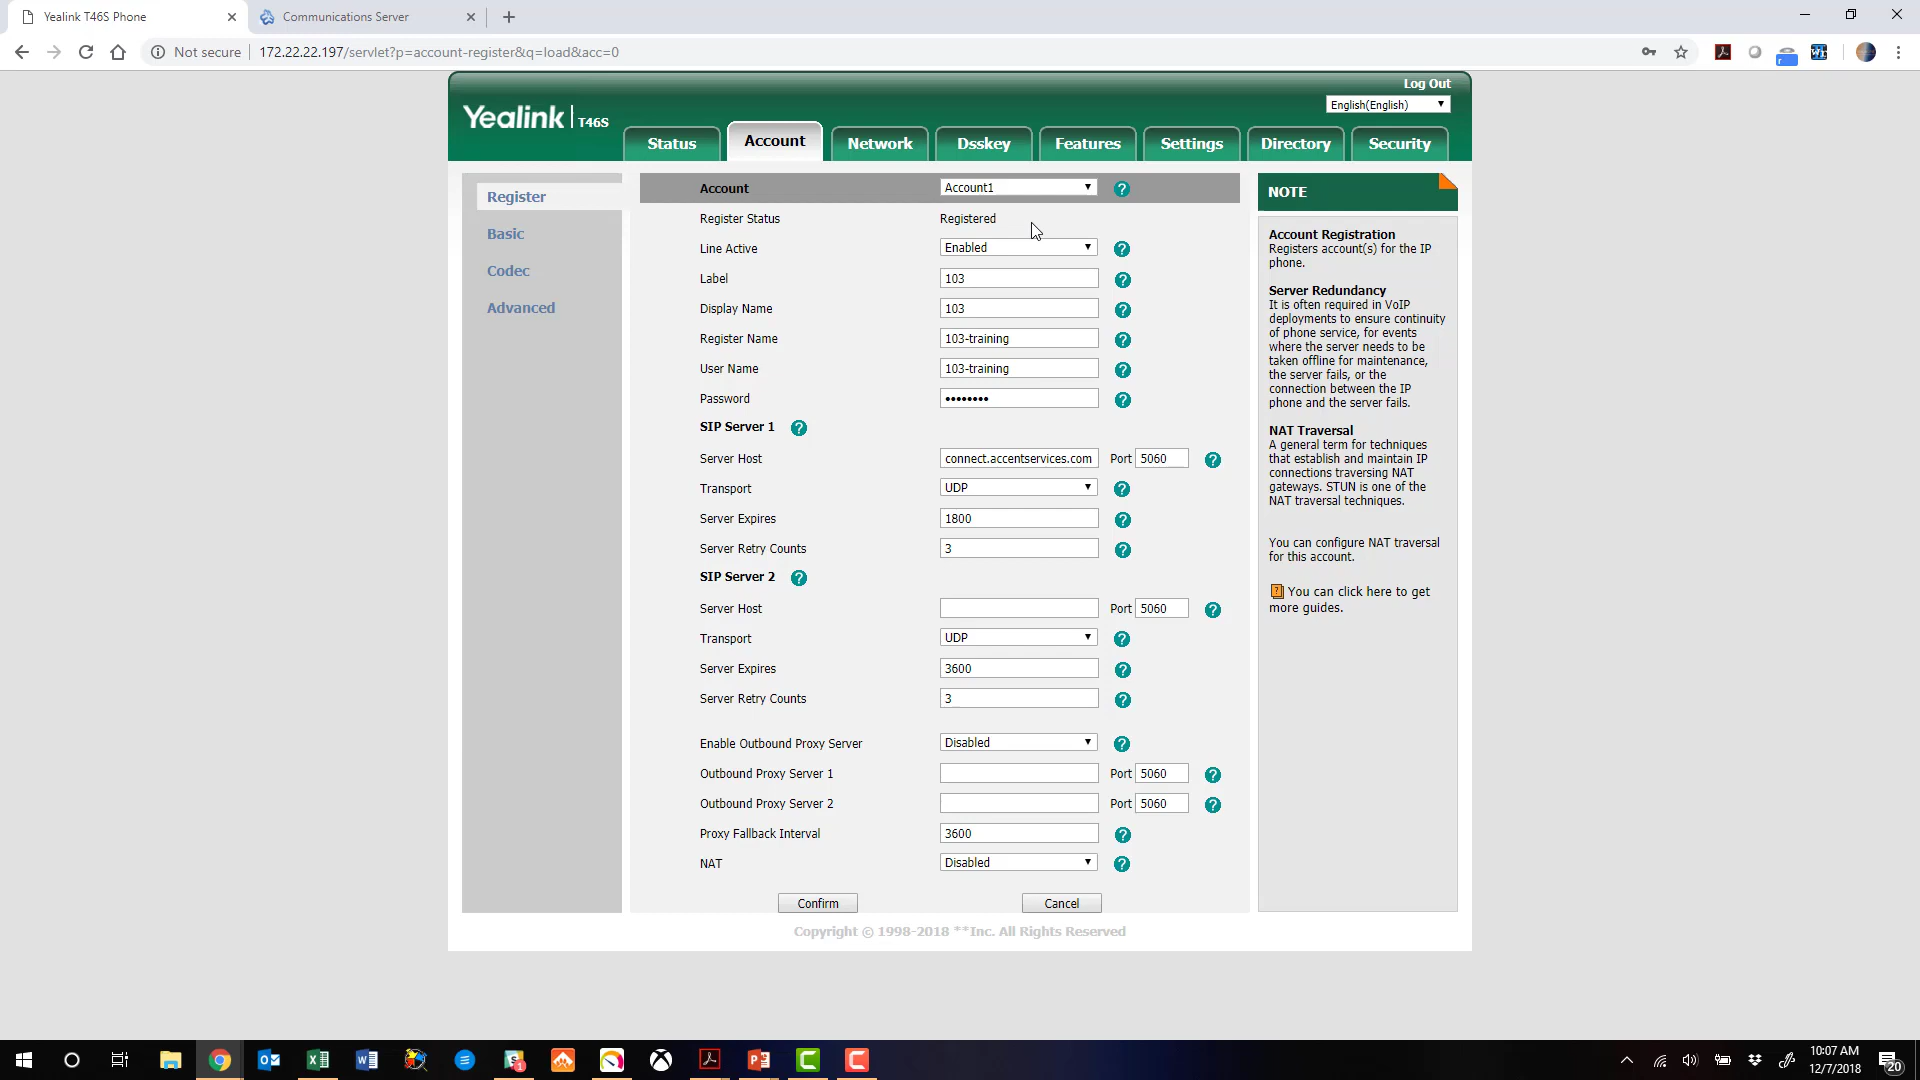 Yealink T46S Phone
Communications Server
Not secure
172.22.22.197/servlet?p=account-register&q=load&acc=0
Log Out
English(English)
Yealink T46S
Status
Account
Network
Dsskey
Features
Settings
Directory
Security
Register
Basic
Codec
Advanced
Account Account1
Register Status Registered
Line Active Enabled
Label 103
Display Name 103
Register Name 103-training
User Name 103-training
Password ••••••••
SIP Server 1
Server Host connect.accentservices.com Port 5060
Transport UDP
Server Expires 1800
Server Retry Counts 3
SIP Server 2
Server Host Port 5060
Transport UDP
Server Expires 3600
Server Retry Counts 3
Enable Outbound Proxy Server Disabled
Outbound Proxy Server 1 Port 5060
Outbound Proxy Server 2 Port 5060
Proxy Fallback Interval 3600
NAT Disabled
Confirm Cancel
NOTE
Account Registration
Registers account(s) for the IP
phone.
Server Redundancy
It is often required in VoIP
deployments to ensure continuity
of phone service, for events
where the server needs to be
taken offline for maintenance,
the server fails, or the
connection between the IP
phone and the server fails.
NAT Traversal
A general term for techniques
that establish and maintain IP
connections traversing NAT
gateways. STUN is one of the
NAT traversal techniques.
You can configure NAT traversal
for this account.
You can click here to get
more guides.
Copyright © 1998-2018 **Inc. All Rights Reserved
10:07 AM
12/7/2018
20